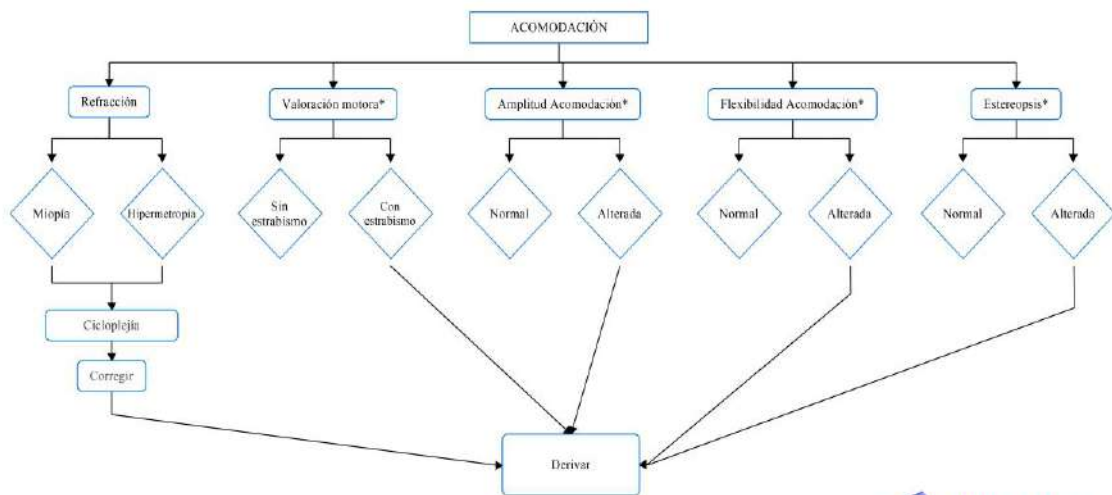 ACOMODACIÓN
Refracción
Valoración motora*
Amplitud Acomodación*
Flexibilidad Acomodación*
Estereopsis*
Miopía
Hipermetropía
Sin
estrabismo
Con
estrabismo
Normal
Alterada
Normal
Alterada
Normal
Alterada
Cicloplejía
Corregir
Derivar